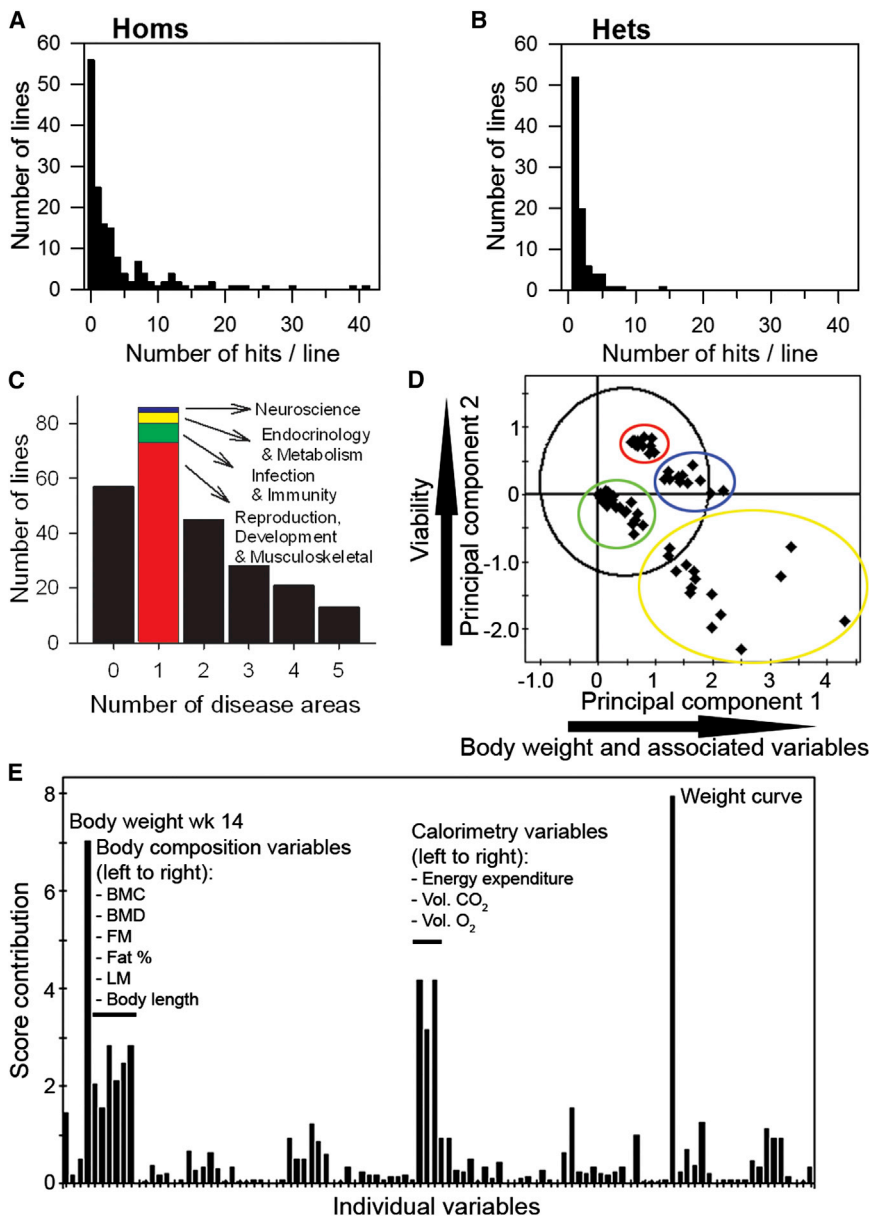 A
Homs
60
50
40
30
20
10
0
Number of lines
0
10
20
30
40
Number of hits / line
B
Hets
60
50
40
30
20
10
0
Number of lines
0
10
20
30
40
Number of hits / line
C
80
60
40
20
0
Number of lines
Neuroscience
Endocrinology
& Metabolism
Infection
& Immunity
Reproduction,
Development
& Musculoskeletal
0
1
2
3
4
5
Number of disease areas
D
Viability
Principal component 2
1
0
-1.0
-2.0
-1.0
0
1
2
3
4
Principal component 1
Body weight and associated variables
E
8
6
4
2
0
Score contribution
Body weight wk 14
Body composition variables
(left to right):
- BMC
- BMD
- FM
- Fat %
- LM
- Body length
Calorimetry variables
(left to right):
- Energy expenditure
- Vol. CO₂
- Vol. O₂
Weight curve
Individual variables